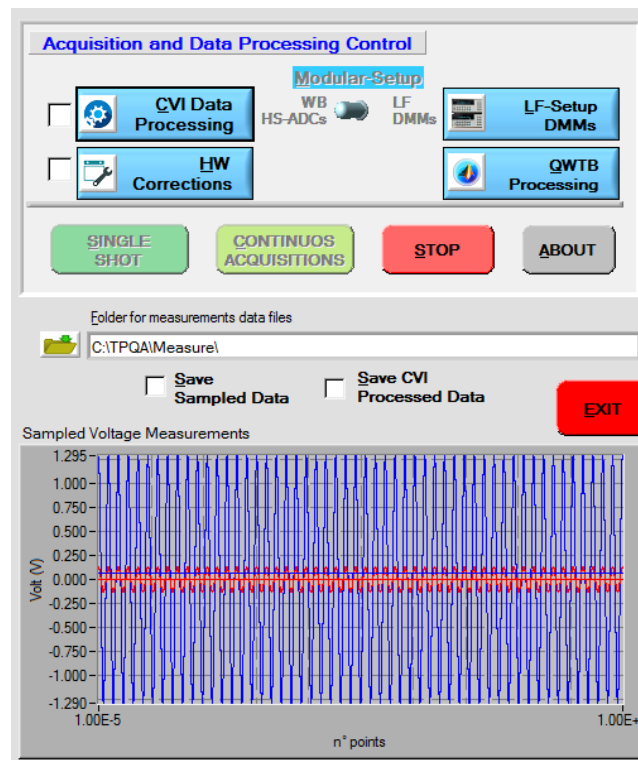 Acquisition and Data Processing Control
Modular-Setup
CVI Data
Processing
WB
HS-ADCs
LF
DMMs
LF-Setup
DMMs
HW
Corrections
QWTB
Processing
SINGLE
SHOT
CONTINUOS
ACQUISITIONS
STOP
ABOUT
Folder for measurements data files
C:\TPQA\Measure\
Save
Sampled Data
Save CVI
Processed Data
EXIT
Sampled Voltage Measurements
1.295
1.000
0.750
0.500
0.250
0.000
-0.250
-0.500
-0.750
-1.000
-1.290
Volt (V)
1.00E-5
1.00E+
n° points